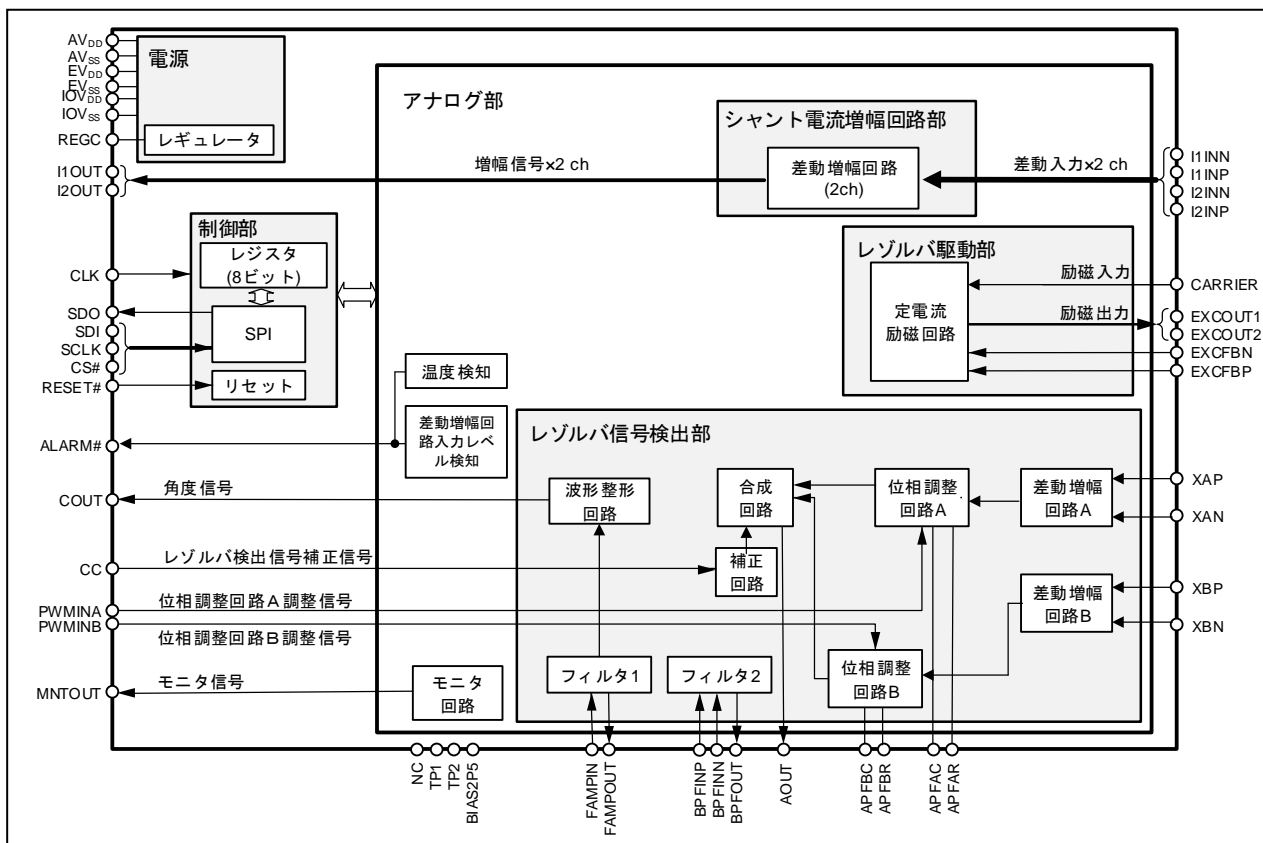 AVDD
AVSS
EVDD
EVSS
IOVDD
IOVSS
REGC
I1OUT
I2OUT
CLK
SDO
SDI
SCLK
CS#
RESET#
ALARM#
COUT
CC
PWMINA
PWMINB
MNTOUT
電源
レギュレータ
アナログ部
シャント電流増幅回路部
差動増幅回路
(2ch)
増幅信号×2 ch
差動入力×2 ch
I1INN
I1INP
I2INN
I2INP
制御部
レジスタ
(8ビット)
SPI
リセット
レゾルバ駆動部
定電流
励磁回路
励磁入力
励磁出力
CARRIER
EXCOUT1
EXCOUT2
EXCFBN
EXCFBP
温度検知
差動増幅回
路入力レベ
ル検知
レゾルバ信号検出部
角度信号
波形整形
回路
合成
回路
位相調整
回路A
差動増幅
回路A
XAP
XAN
レゾルバ検出信号補正信号
補正
回路
位相調整回路A調整信号
位相調整回路B調整信号
差動増幅
回路B
XBP
XBN
フィルタ1
フィルタ2
位相調整
回路B
モニタ信号
モニタ
回路
NC
TP1
TP2
BIAS2P5
FAMPIN
FAMPOUT
BPFINP
BPFINN
BPFOUT
AOUT
APFBC
APFBR
APFAC
APFAR